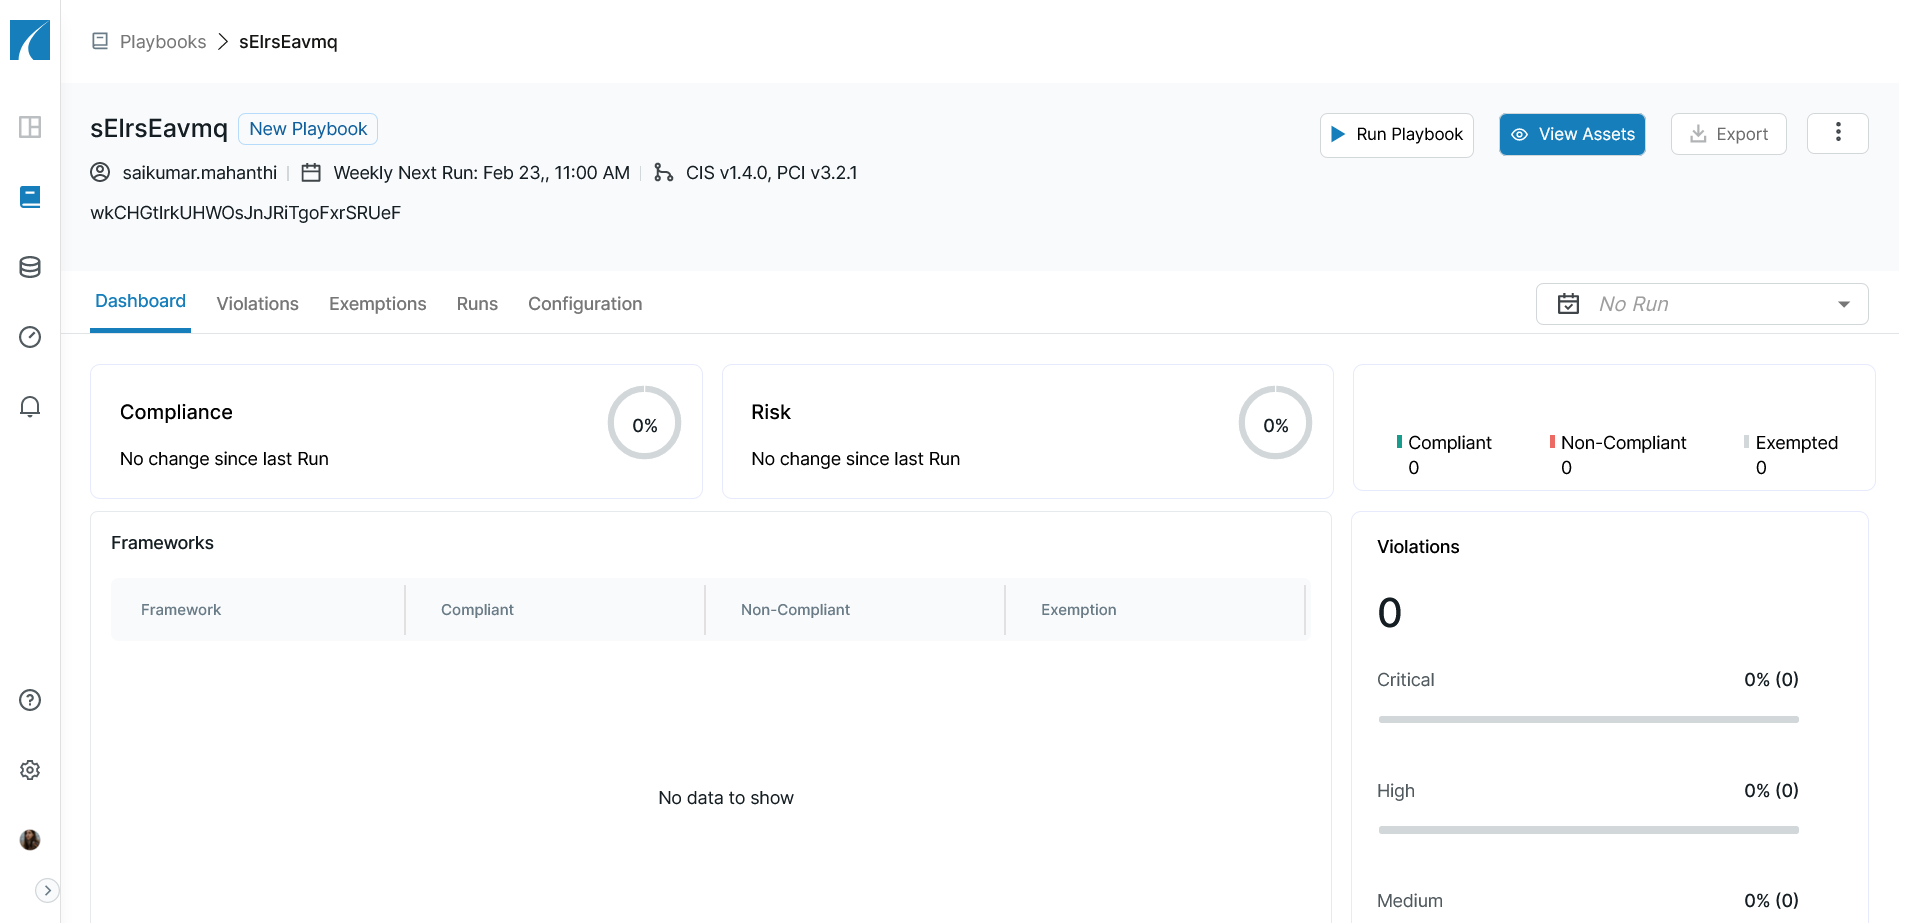 Playbooks > sElrsEavmq
sElrsEavmq New Playbook
Run Playbook View Assets Export
saikumar.mahanthi Weekly Next Run: Feb 23,, 11:00 AM CIS v1.4.0, PCI v3.2.1
wkCHGtIrkUHWOsJnJRiTgoFxrSRUeF
Dashboard Violations Exemptions Runs Configuration
No Run
Compliance
0%
No change since last Run
Risk
0%
No change since last Run
Compliant Non-Compliant Exempted
0 0 0
Frameworks
Framework Compliant Non-Compliant Exemption
No data to show
Violations
0
Critical 0% (0)
High 0% (0)
Medium 0% (0)